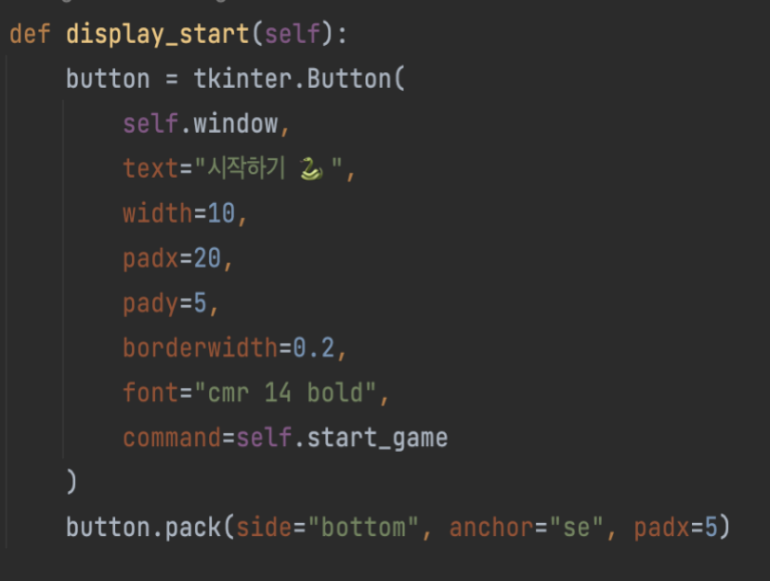 def display_start(self):
    button = tkinter.Button(
        self.window,
        text="시작하기 🐍 ",
        width=10,
        padx=20,
        pady=5,
        borderwidth=0.2,
        font="cmr 14 bold",
        command=self.start_game
    )
    button.pack(side="bottom", anchor="se", padx=5)